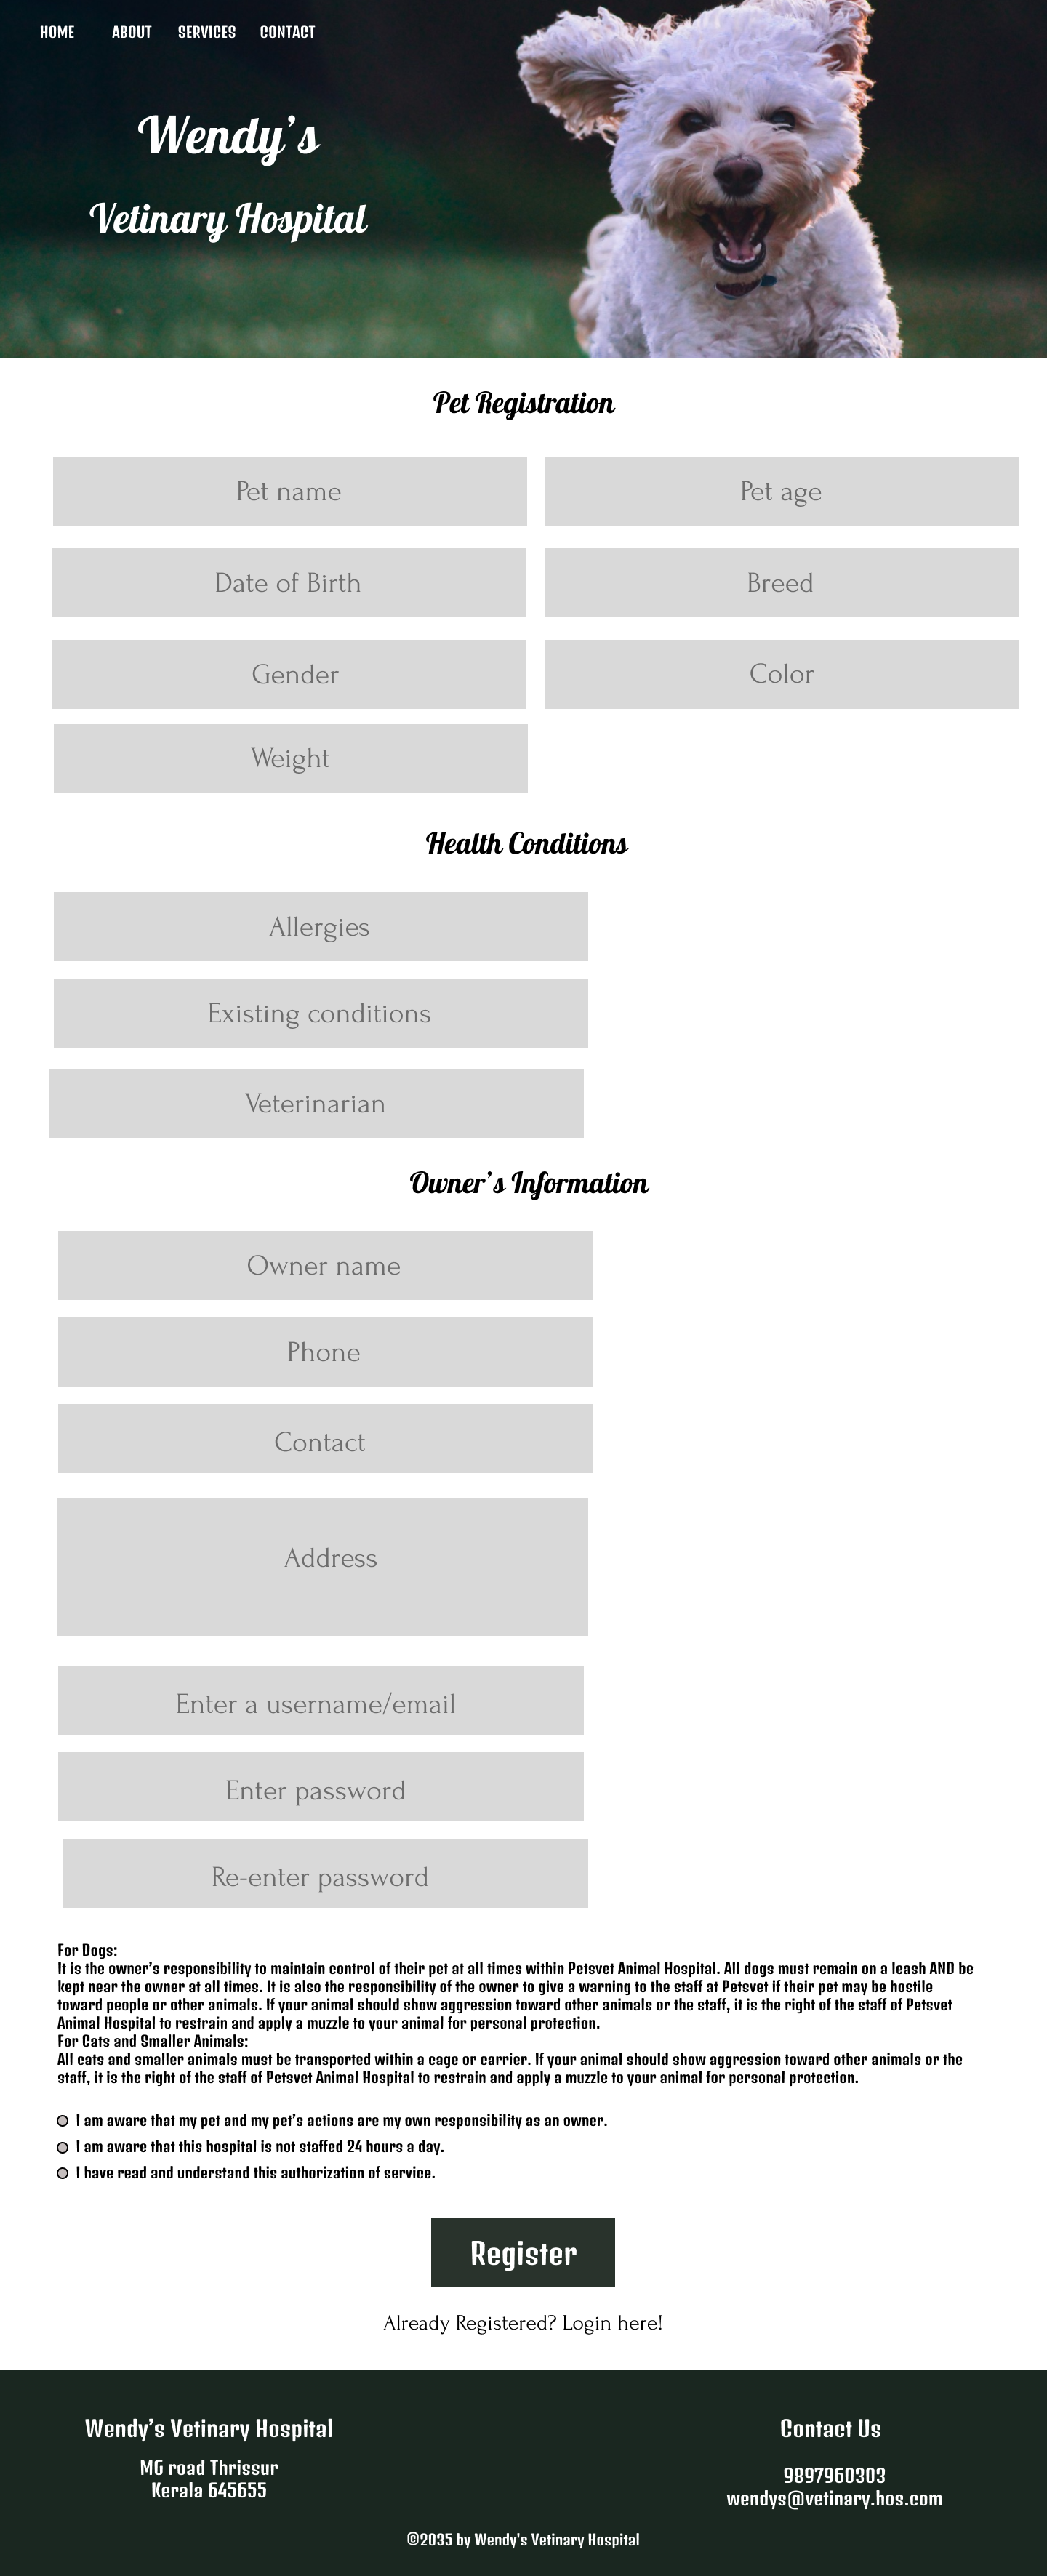 HOME ABOUT SERVICES CONTACT
Wendy’s
Vetinary Hospital
Pet Registration
Pet name
Pet age
Date of Birth
Breed
Gender
Color
Weight
Health Conditions
Allergies
Existing conditions
Veterinarian
Owner’s Information
Owner name
Phone
Contact
Address
Enter a username/email
Enter password
Re-enter password
For Dogs:
It is the owner’s responsibility to maintain control of their pet at all times within Petsvet Animal Hospital. All dogs must remain on a leash AND be
kept near the owner at all times. It is also the responsibility of the owner to give a warning to the staff at Petsvet if their pet may be hostile
toward people or other animals. If your animal should show aggression toward other animals or the staff, it is the right of the staff of Petsvet
Animal Hospital to restrain and apply a muzzle to your animal for personal protection.
For Cats and Smaller Animals:
All cats and smaller animals must be transported within a cage or carrier. If your animal should show aggression toward other animals or the
staff, it is the right of the staff of Petsvet Animal Hospital to restrain and apply a muzzle to your animal for personal protection.
I am aware that my pet and my pet’s actions are my own responsibility as an owner.
I am aware that this hospital is not staffed 24 hours a day.
I have read and understand this authorization of service.
Register
Already Registered? Login here!
Wendy’s Vetinary Hospital
MG road Thrissur
Kerala 645655
Contact Us
9897960303
wendys@vetinary.hos.com
©2035 by Wendy's Vetinary Hospital